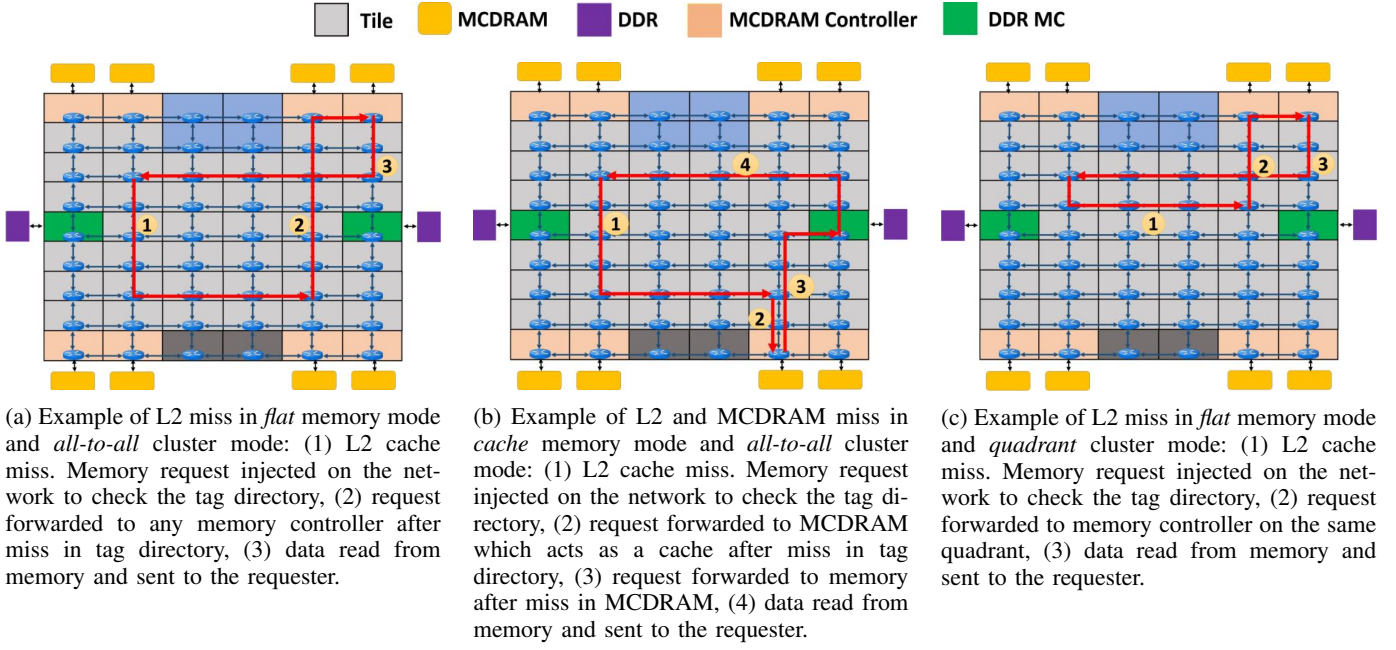 Tile MCDRAM DDR MCDRAM Controller DDR MC
1
2
3
(a) Example of L2 miss in flat memory mode
and all-to-all cluster mode: (1) L2 cache
miss. Memory request injected on the net-
work to check the tag directory, (2) request
forwarded to any memory controller after
miss in tag directory, (3) data read from
memory and sent to the requester.
1
2
3
4
(b) Example of L2 and MCDRAM miss in
cache memory mode and all-to-all cluster
mode: (1) L2 cache miss. Memory request
injected on the network to check the tag di-
rectory, (2) request forwarded to MCDRAM
which acts as a cache after miss in tag
directory, (3) request forwarded to memory
after miss in MCDRAM, (4) data read from
memory and sent to the requester.
1
2
3
(c) Example of L2 miss in flat memory mode
and quadrant cluster mode: (1) L2 cache
miss. Memory request injected on the net-
work to check the tag directory, (2) request
forwarded to memory controller on the same
quadrant, (3) data read from memory and
sent to the requester.